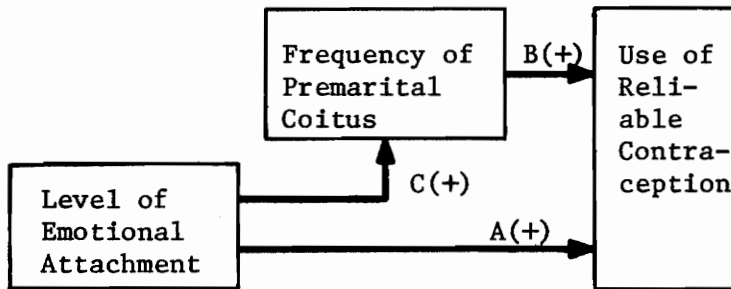 Frequency of
Premarital
Coitus
B(+)
Use of
Reli-
able
Contra-
ception
C(+)
Level of
Emotional
Attachment
A(+)